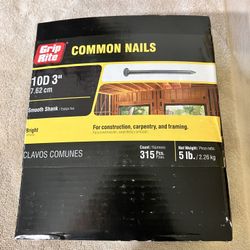 Grip Rite
COMMON NAILS
10D 3"
7.62 cm
Smooth Shank
Bright
For construction, carpentry, and framing.
CLAVOS COMUNES
Count
315 Pcs.
Net Weight
5 lb. / 2.26 kg